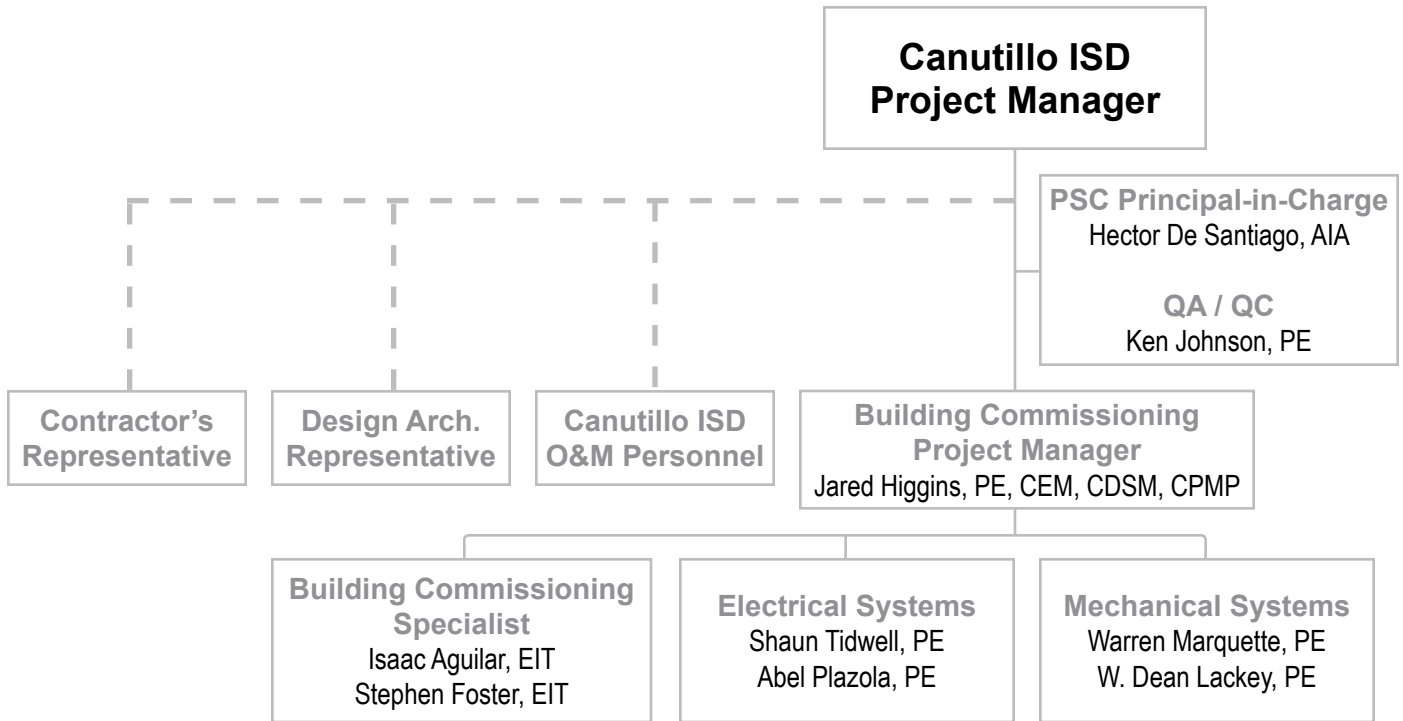 Canutillo ISD
Project Manager
PSC Principal-in-Charge
Hector De Santiago, AIA
QA / QC
Ken Johnson, PE
Contractor’s
Representative
Design Arch.
Representative
Canutillo ISD
O&M Personnel
Building Commissioning
Project Manager
Jared Higgins, PE, CEM, CDSM, CPMP
Building Commissioning
Specialist
Isaac Aguilar, EIT
Stephen Foster, EIT
Electrical Systems
Shaun Tidwell, PE
Abel Plazola, PE
Mechanical Systems
Warren Marquette, PE
W. Dean Lackey, PE